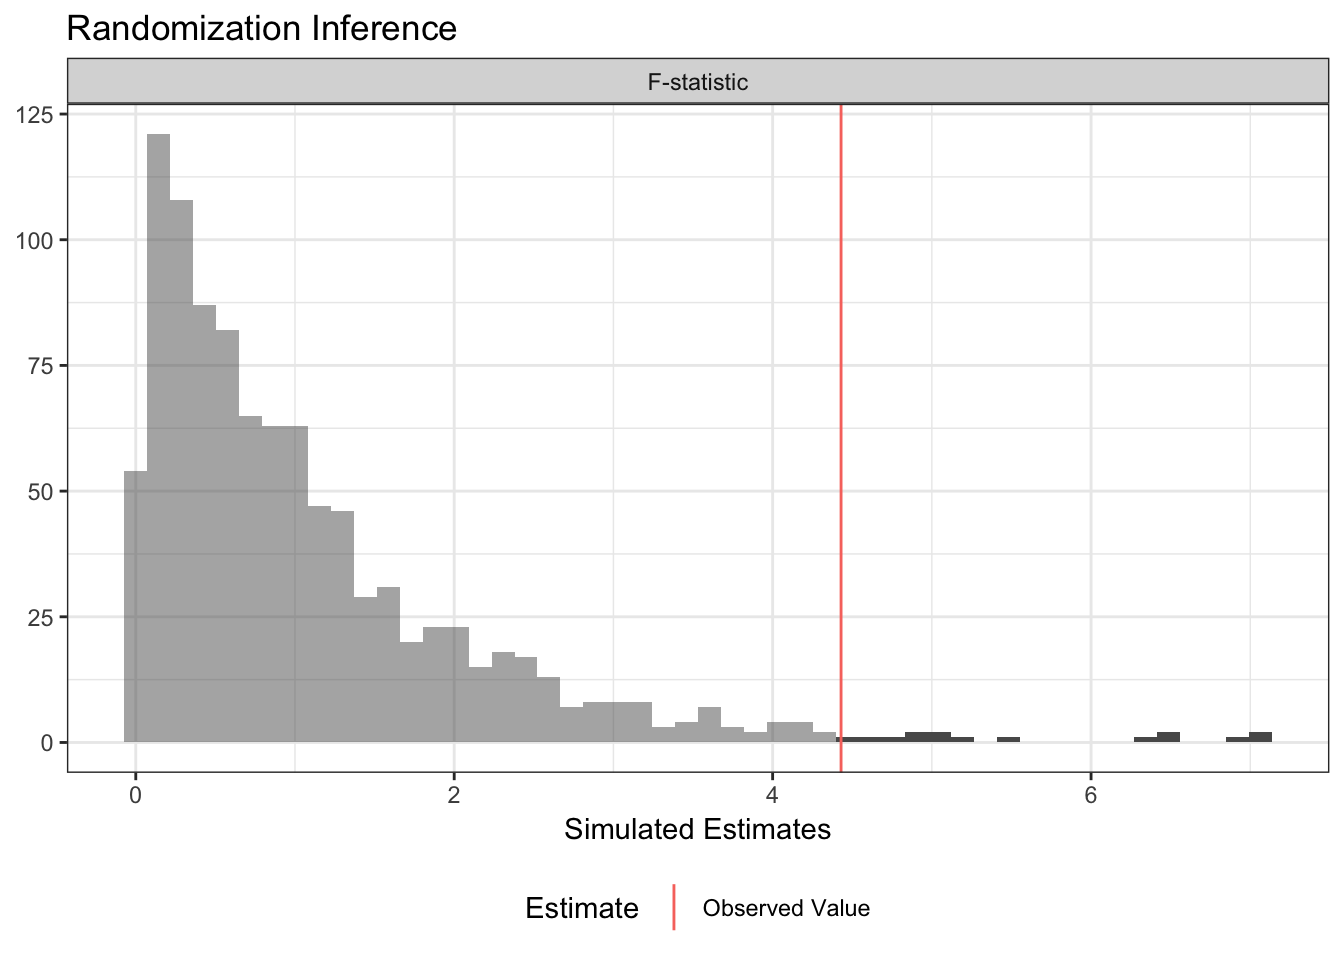 Randomization Inference
F-statistic
125
100
75
50
25
0
0 2 4 6
Simulated Estimates
Estimate Observed Value